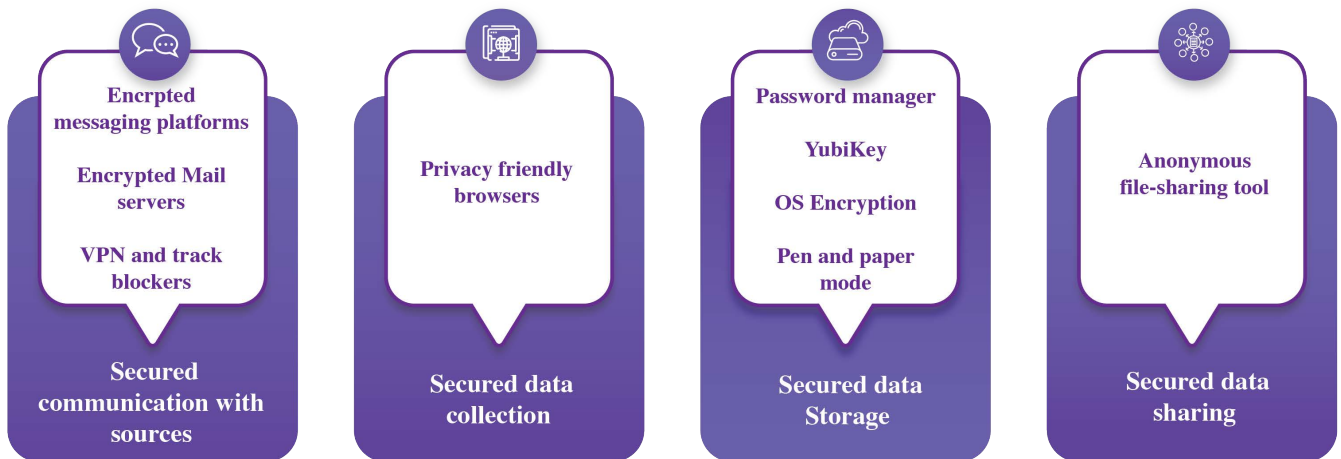 Encrpted
messaging platforms
Encrypted Mail
servers
VPN and track
blockers
Secured
communication with
sources
Privacy friendly
browsers
Secured data
collection
Password manager
YubiKey
OS Encryption
Pen and paper
mode
Secured data
Storage
Anonymous
file-sharing tool
Secured data
sharing